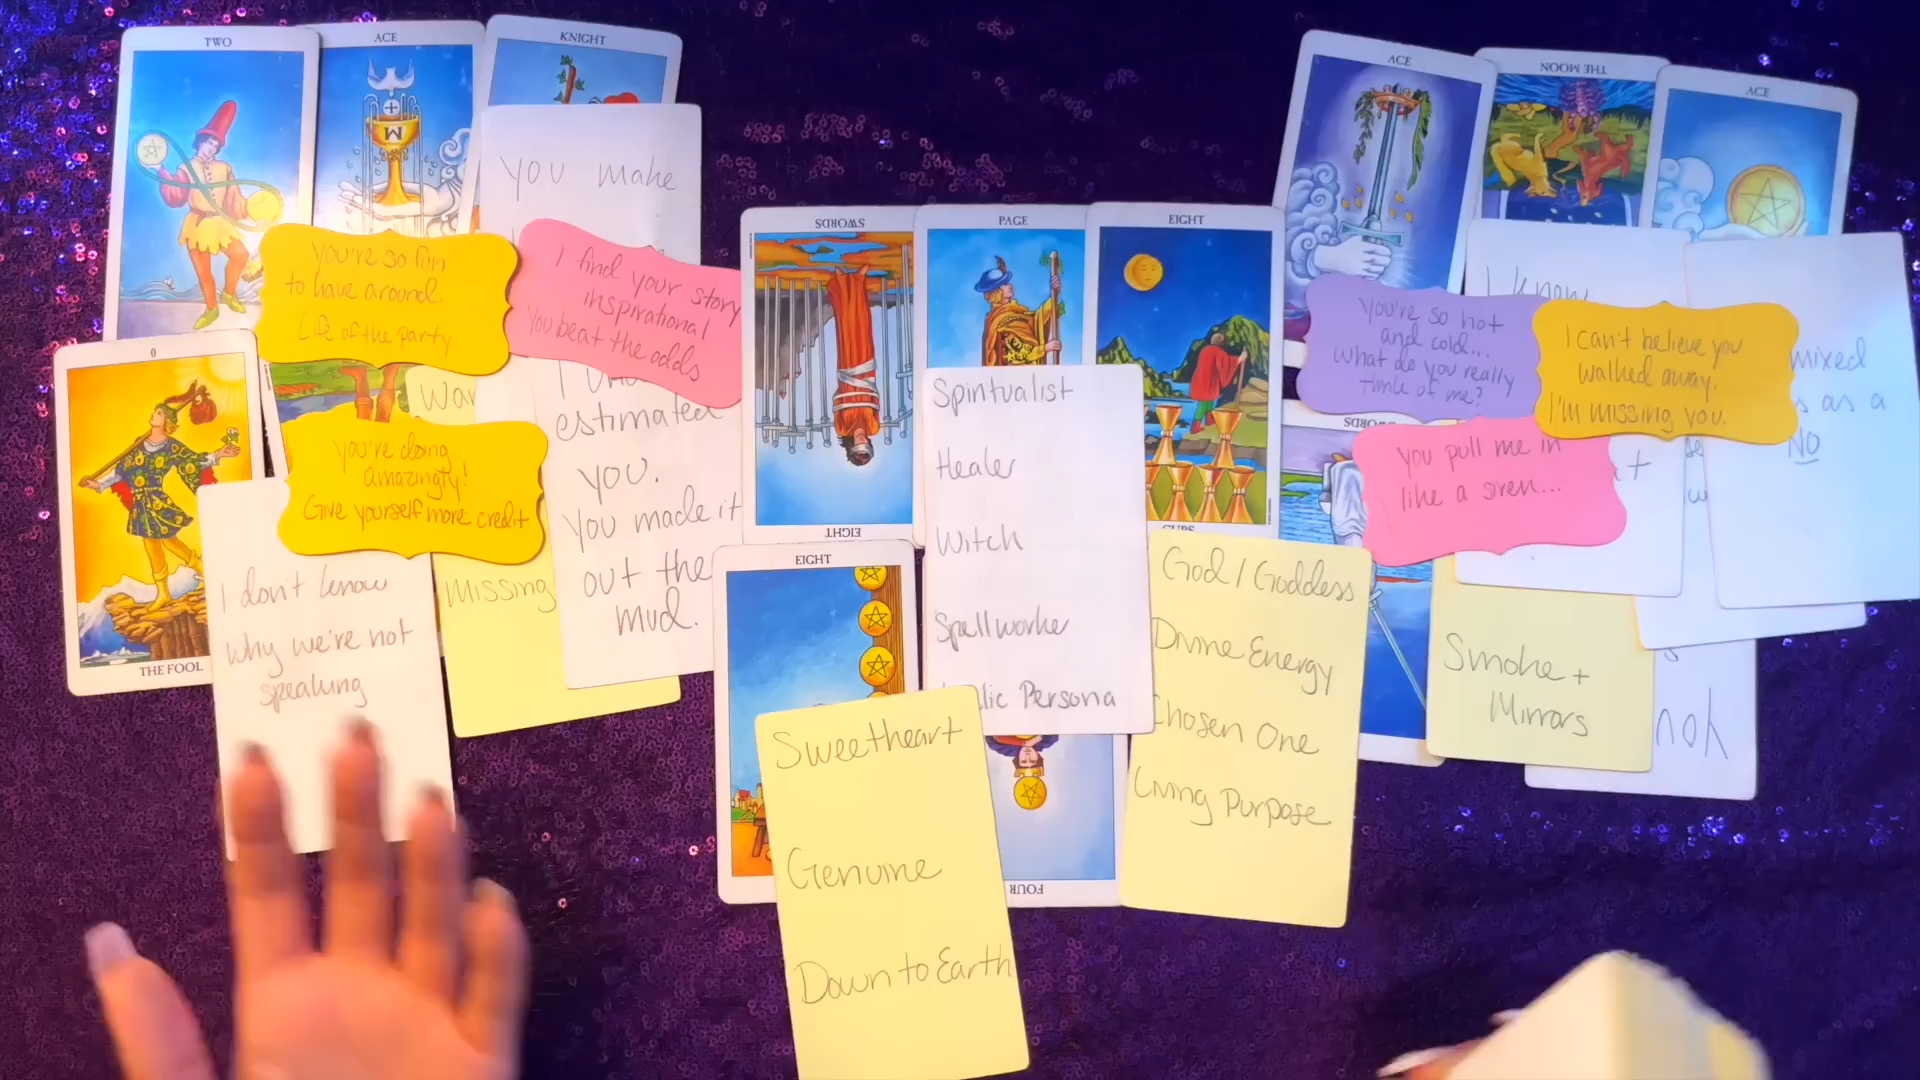 TWO
ACE
KNIGHT
YOU make
You're so fun
to have around.
Life of the party
I find your story
inspirational
You beat the odds
0
THE FOOL
You're doing
amazingly!
Give yourself more credit
estimated
you.
You made it
out the
mud.
Missing
I don't know
why we're not
speaking
SWORDS
EIGHT
PAGE
EIGHT
CUPS
EIGHT
FOUR
Spiritualist
Healer
Witch
Spellworker
Persona
God / Goddess
Divine Energy
Chosen One
Living Purpose
Sweetheart
Genuine
Down to Earth
ACE
THE MOON
ACE
I know
You're so hot
and cold...
What do you really
think of me?
I can't believe you
walked away.
I'm missing you.
mixed
as a
NO
SWORDS
You pull me in
like a siren...
Smoke +
Mirrors